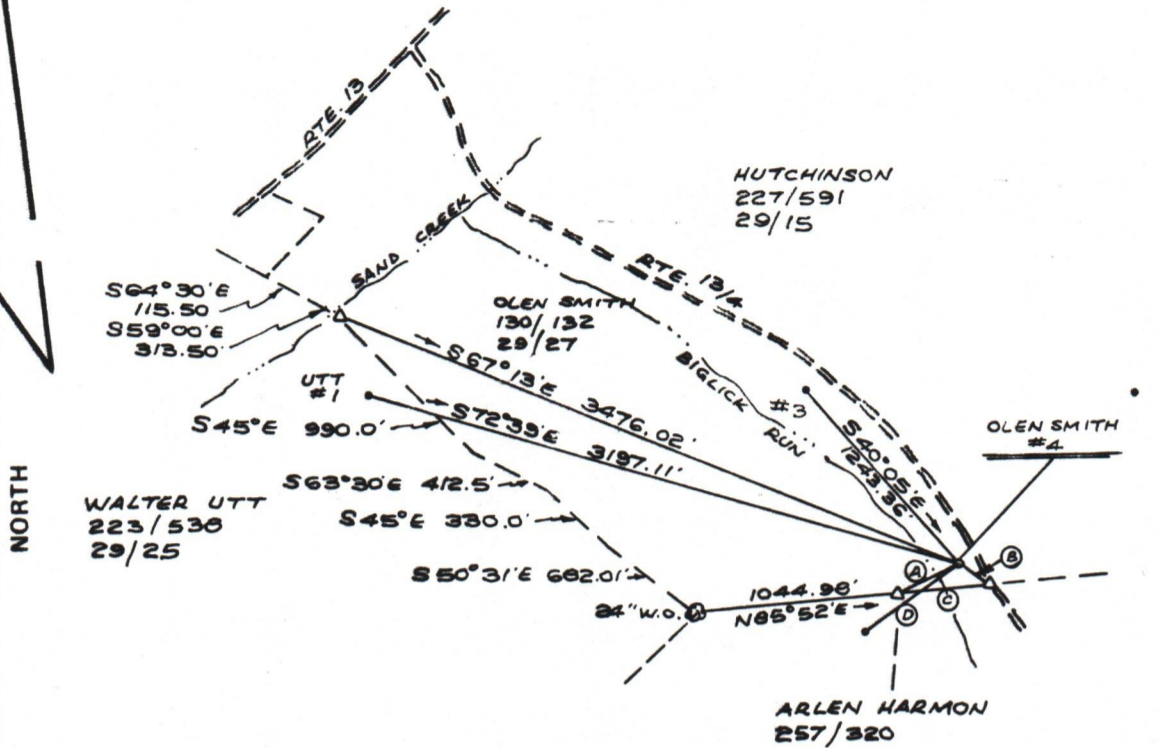 RTE. 13
HUTCHINSON
227/591
29/15
SAND CREEK
RTE. 13/4
S64°30'E
115.50
S59°00'E
313.50
OLEN SMITH
130/132
29/27
S67°13'E 3476.02'
UTT
#1
BIGLICK RUN
#3
S40°05'E
1243.36
OLEN SMITH
#4
S45°E 990.0'
S72°39'E 3197.11'
S63°30'E 412.5'
WALTER UTT
223/536
29/25
S45°E 330.0'
NORTH
S50°31'E 682.01'
24" W.O.
1044.98'
N85°52'E
A
B
C
D
ARLEN HARMON
257/320